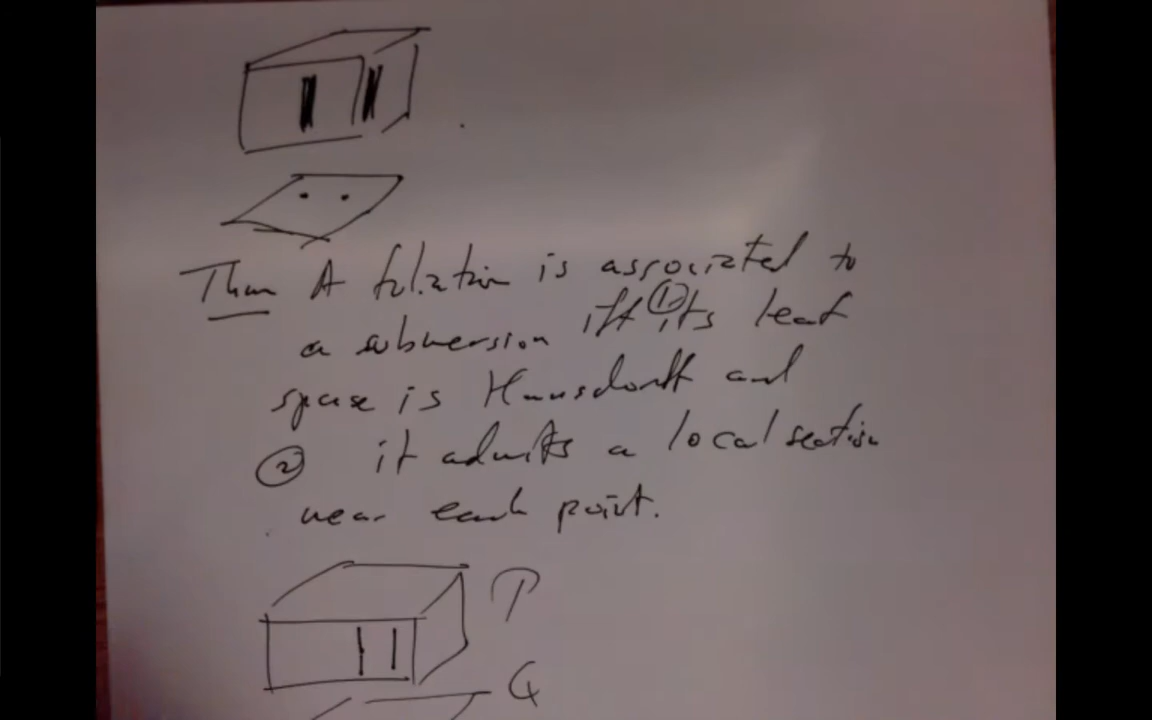 Thm A foliation is associated to
a submersion iff ① its leaf
space is Hausdorff and
② it admits a local section
near each point.
P
Q